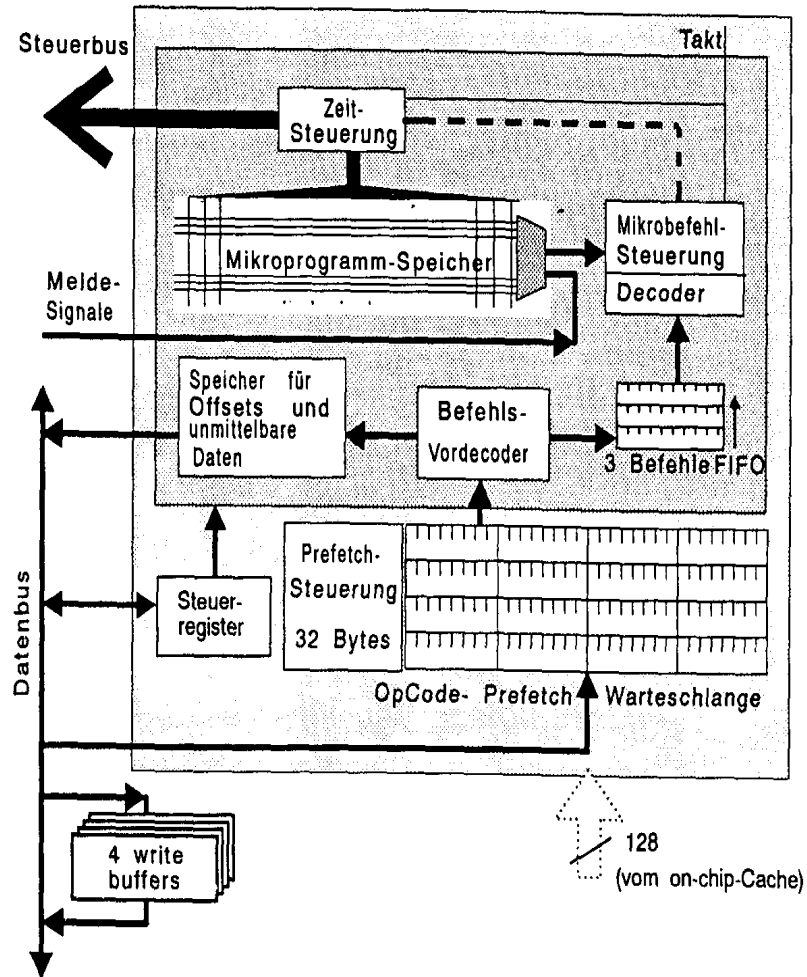 Takt
Steuerbus
Zeit-
Steuerung
Mikrobefehl-
Steuerung
Decoder
Mikroprogramm-Speicher
Melde-
Signale
Speicher für
Offsets und
unmittelbare
Daten
Befehls-
Vordecoder
3 Befehle FIFO
Prefetch-
Steuerung
32 Bytes
Steuer-
register
Datenbus
OpCode- Prefetch Warteschlange
4 write
buffers
128
(vom on-chip-Cache)